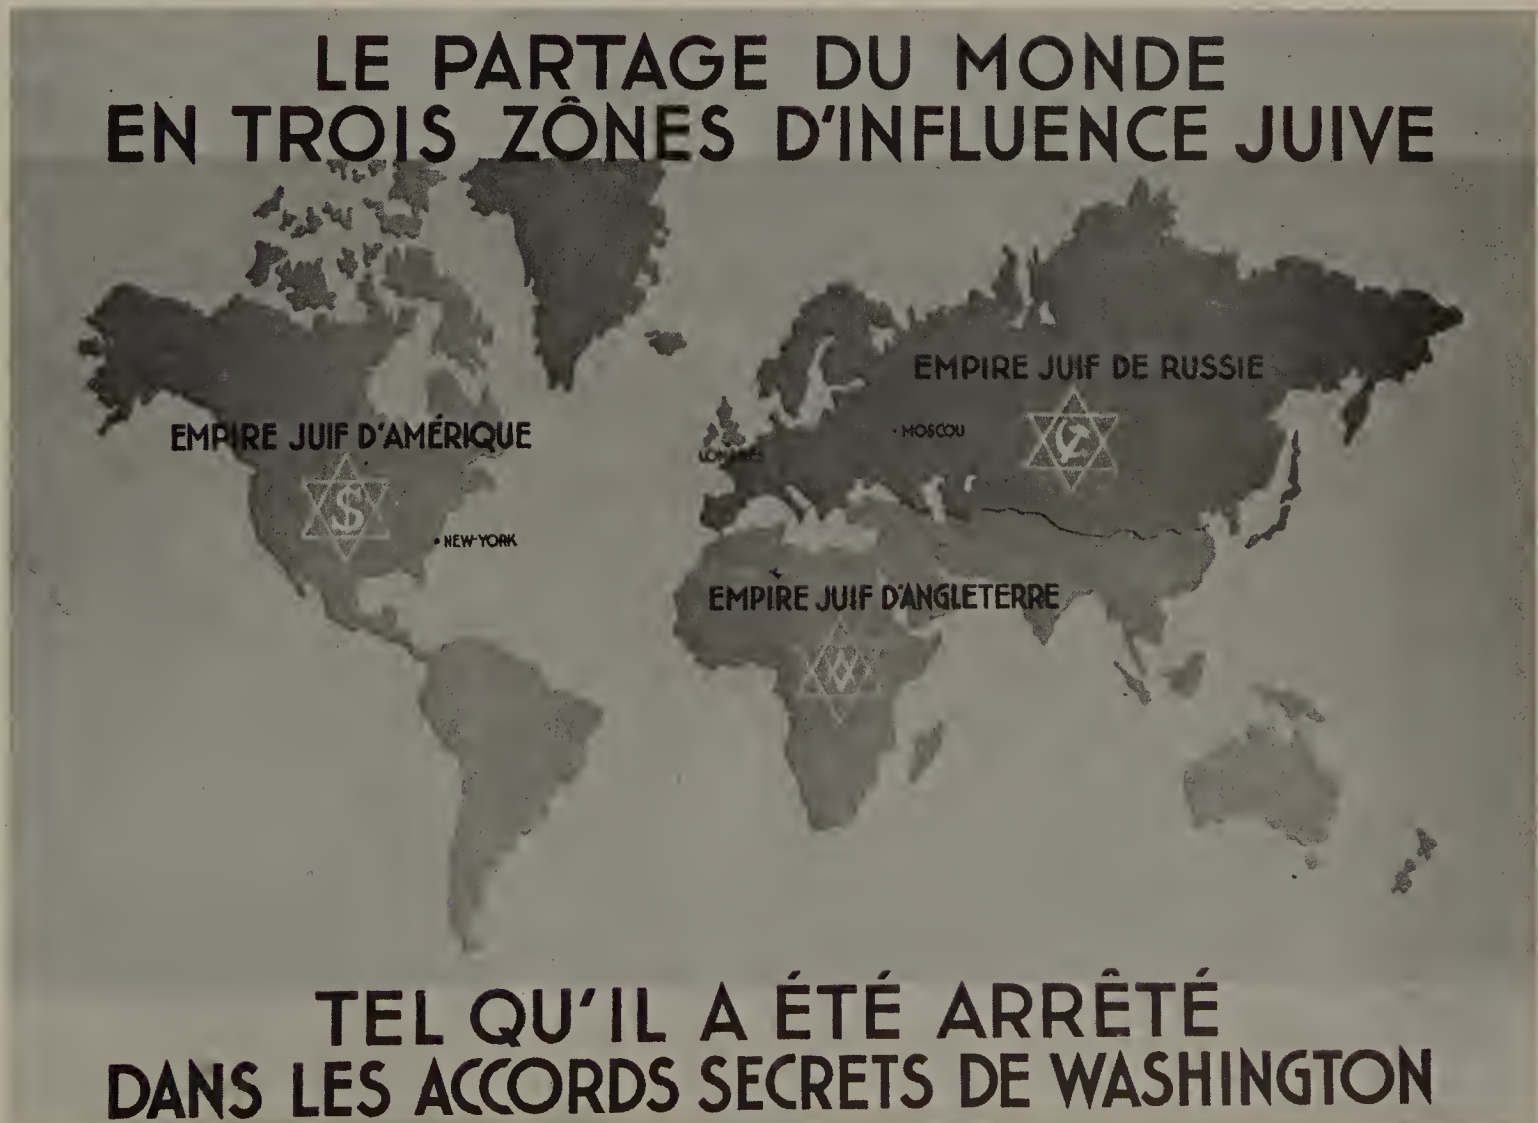 LE PARTAGE DU MONDE
EN TROIS ZÔNES D'INFLUENCE JUIVE
EMPIRE JUIF DE RUSSIE
EMPIRE JUIF D'AMÉRIQUE
• MOSCOU
LONDRES
$
• NEW-YORK
EMPIRE JUIF D'ANGLETERRE
TEL QU'IL A ÉTÉ ARRÊTÉ
DANS LES ACCORDS SECRETS DE WASHINGTON